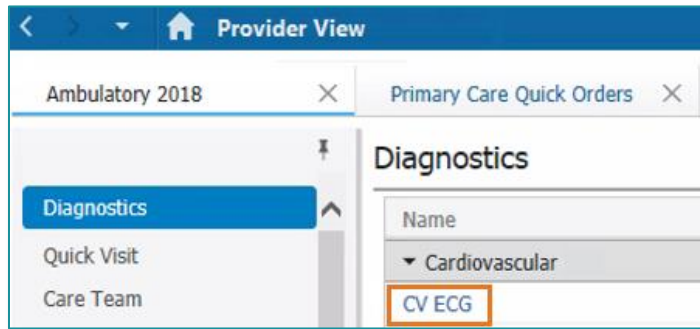 Provider View
Ambulatory 2018
Primary Care Quick Orders
Diagnostics
Quick Visit
Care Team
Diagnostics
Name
Cardiovascular
CV ECG